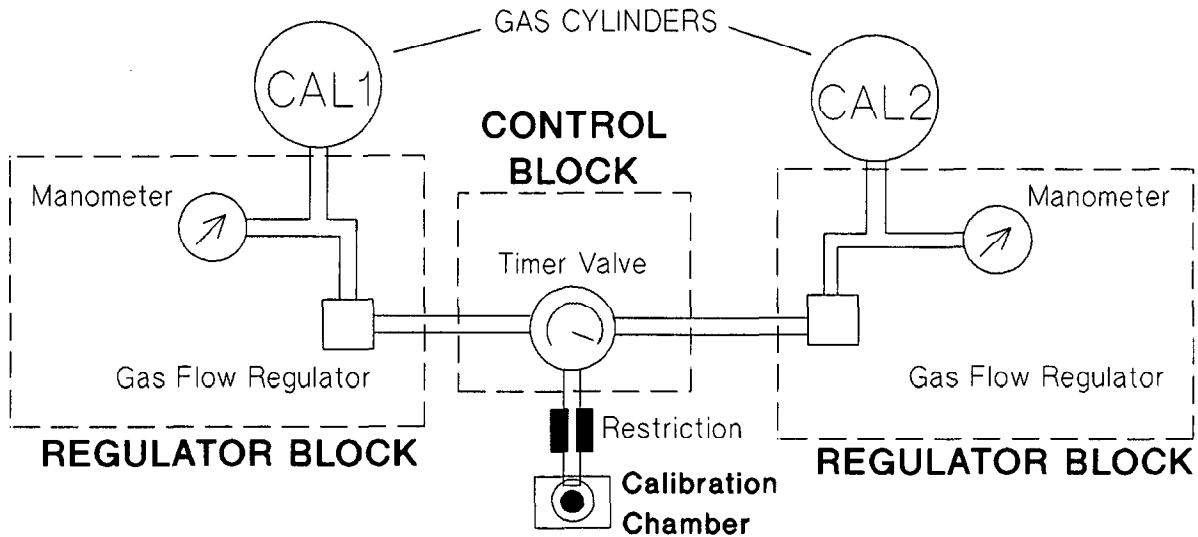 GAS CYLINDERS
CAL1
CAL2
CONTROL
BLOCK
Manometer
Manometer
Timer Valve
Gas Flow Regulator
Gas Flow Regulator
REGULATOR BLOCK
Restriction
REGULATOR BLOCK
Calibration
Chamber